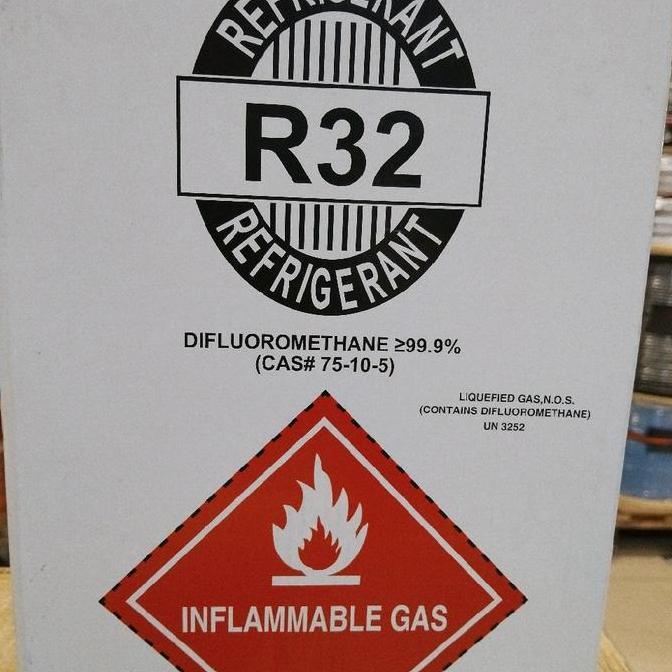 REFRIGERANT
R32
REFRIGERANT
DIFLUOROMETHANE ≥99.9%
(CAS# 75-10-5)
LIQUEFIED GAS,N.O.S.
(CONTAINS DIFLUOROMETHANE)
UN 3252
INFLAMMABLE GAS